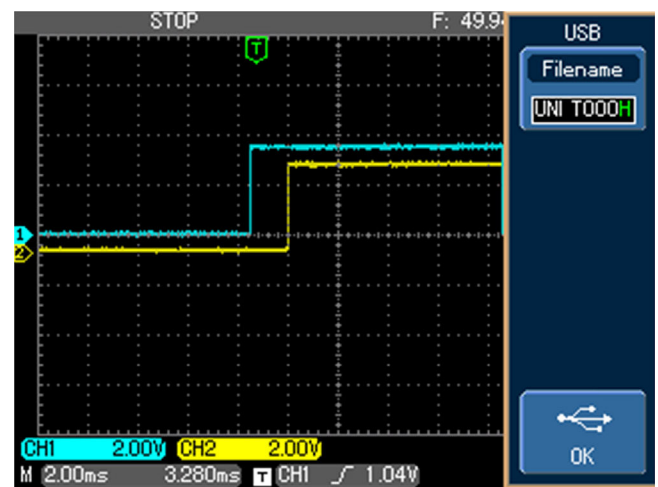 STOP F: 49.9
USB
T
Filename
UNI T000H
1
2
OK
CH1 2.00V CH2 2.00V
M 2.00ms 3.280ms T CH1 1.04V